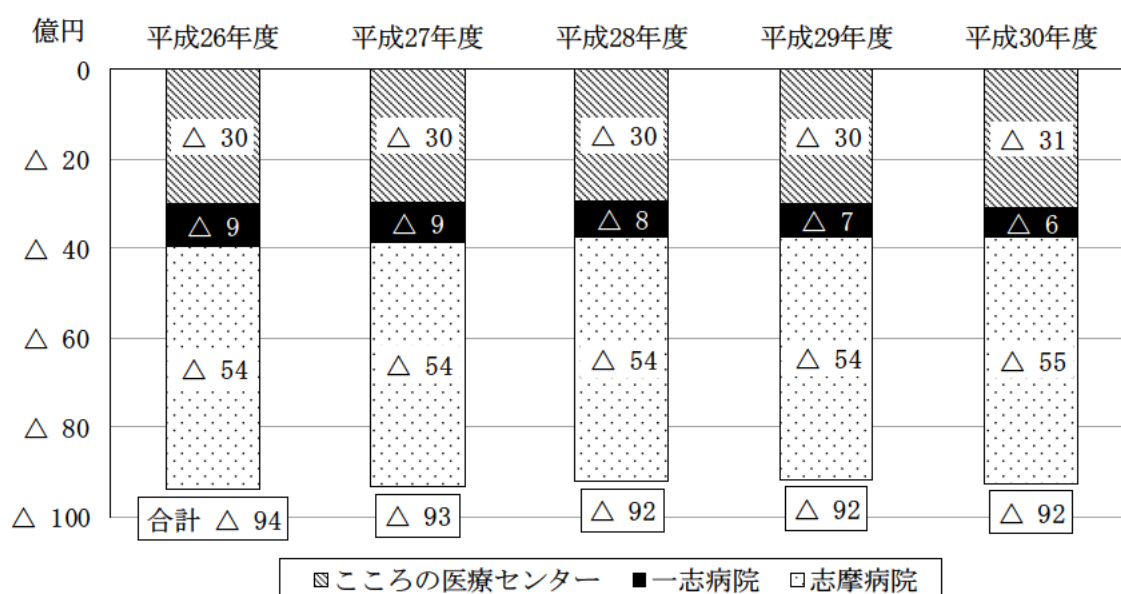 億円
平成26年度 平成27年度 平成28年度 平成29年度 平成30年度
0
△ 30 △ 30 △ 30 △ 30 △ 31
△ 20
△ 9 △ 9 △ 8 △ 7 △ 6
△ 40
△ 60
△ 54 △ 54 △ 54 △ 54 △ 55
△ 80
△ 100
合計 △ 94 △ 93 △ 92 △ 92 △ 92
こころの医療センター 一志病院 志摩病院